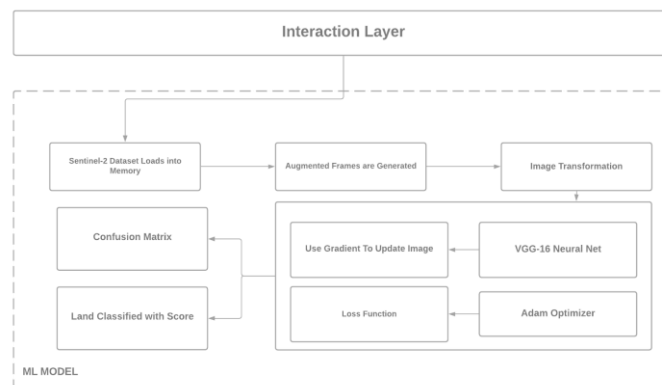 Interaction Layer
Sentinel-2 Dataset Loads into
Memory
Augmented Frames are Generated
Image Transformation
Confusion Matrix
Use Gradient To Update Image
VGG-16 Neural Net
Land Classified with Score
Loss Function
Adam Optimizer
ML MODEL